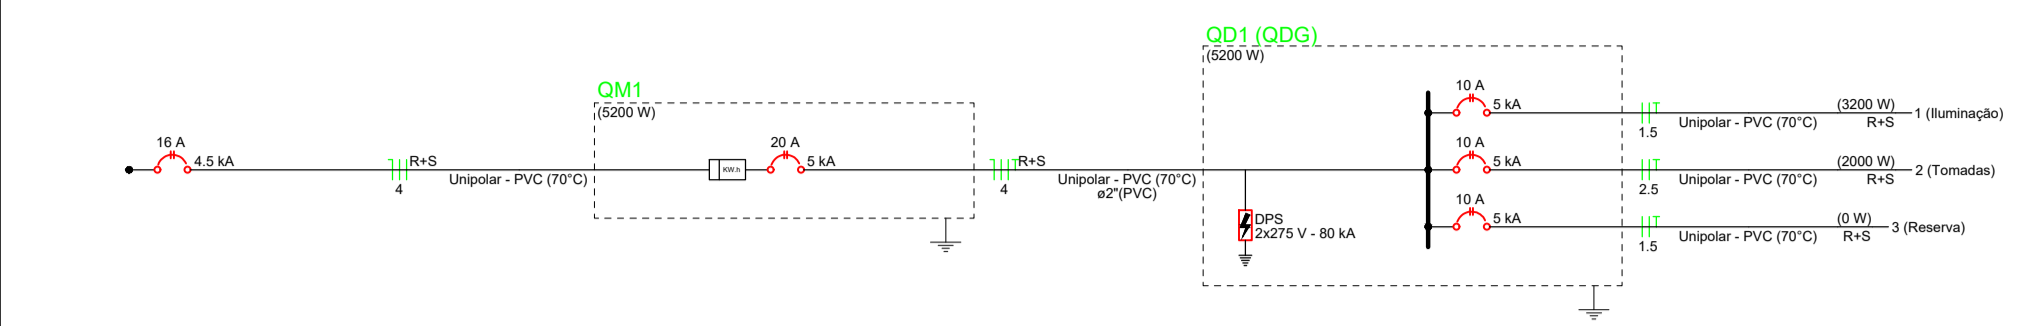 16 A
4.5 kA
R+S
4
Unipolar - PVC (70°C)
QM1
(5200 W)
KW.h
20 A
5 kA
R+S
4
Unipolar - PVC (70°C)
ø2"(PVC)
QD1 (QDG)
(5200 W)
DPS
2x275 V - 80 kA
10 A
5 kA
1.5
Unipolar - PVC (70°C)
(3200 W)
R+S
1 (Iluminação)
10 A
5 kA
2.5
Unipolar - PVC (70°C)
(2000 W)
R+S
2 (Tomadas)
10 A
5 kA
1.5
Unipolar - PVC (70°C)
(0 W)
R+S
3 (Reserva)